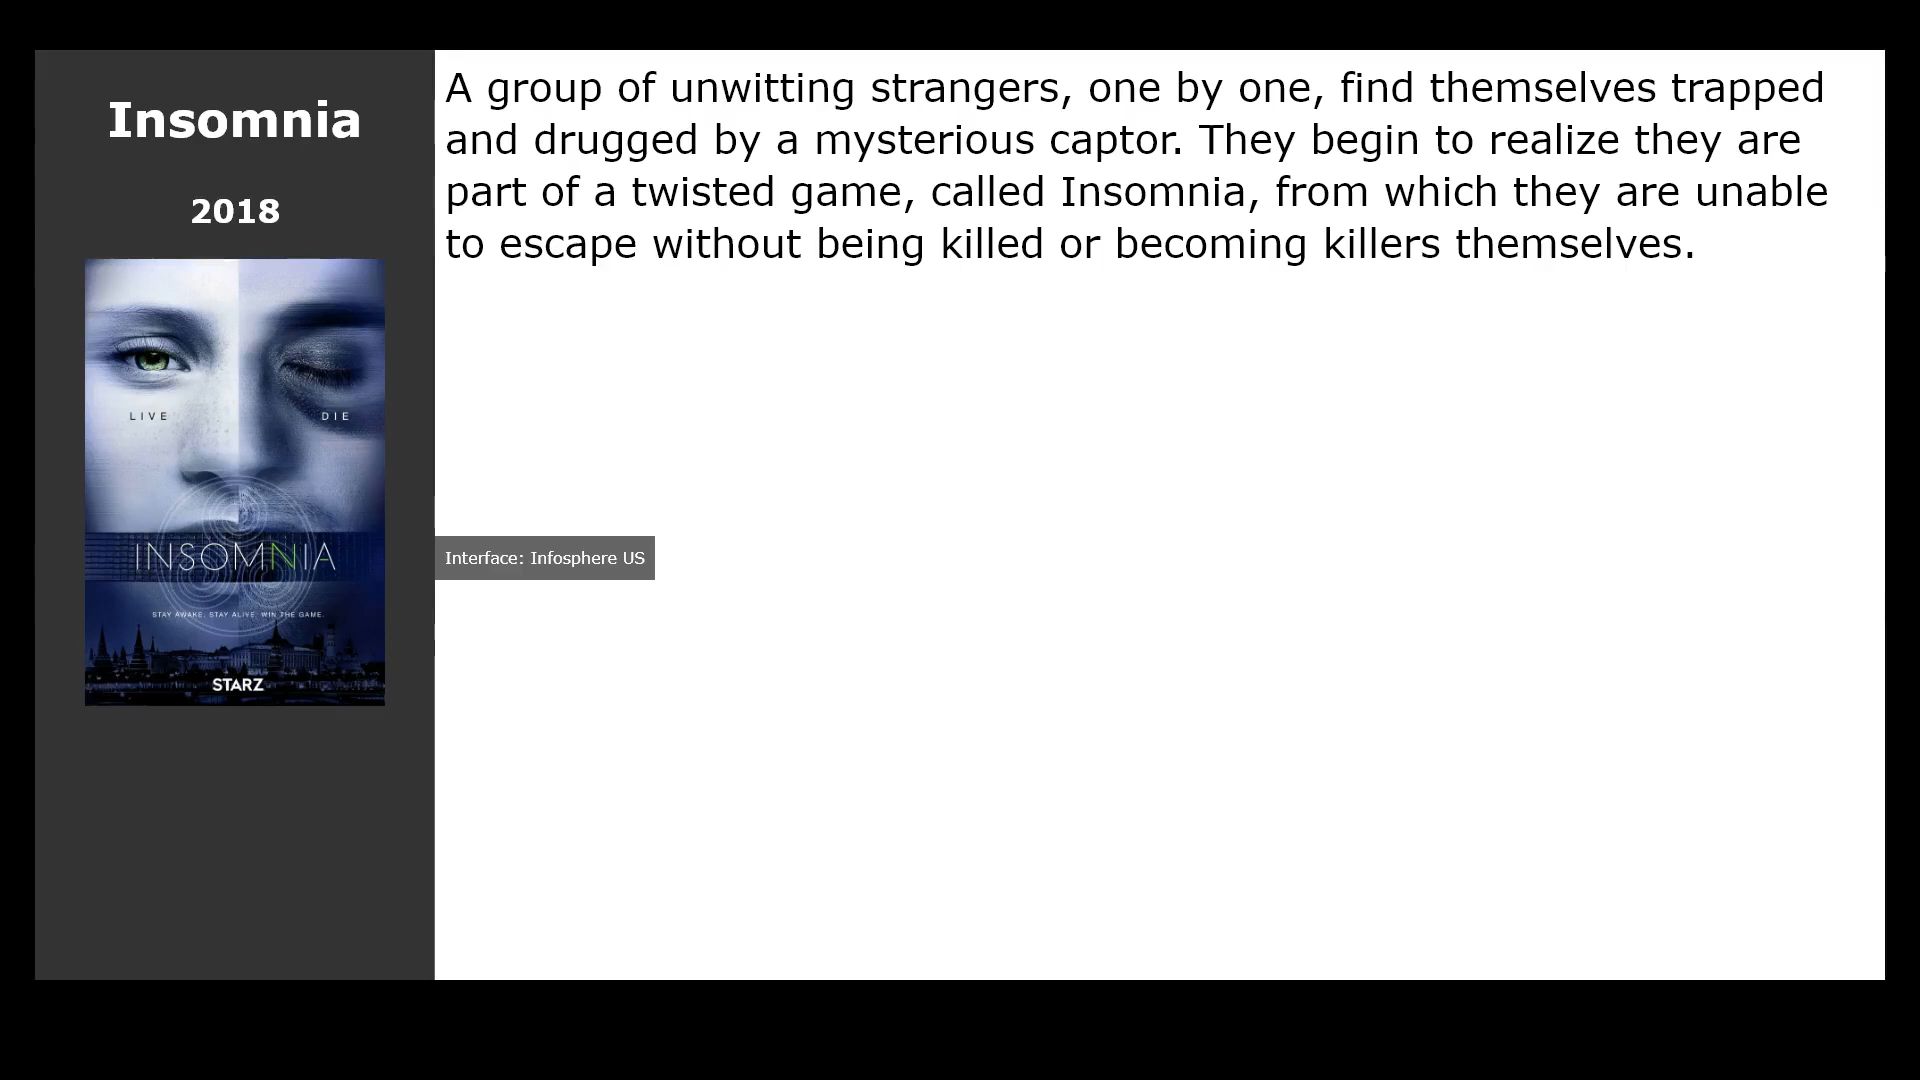 Insomnia
2018
LIVE
DIE
INSOMNIA
STAY AWAKE. STAY ALIVE. WIN THE GAME.
STARZ
A group of unwitting strangers, one by one, find themselves trapped
and drugged by a mysterious captor. They begin to realize they are
part of a twisted game, called Insomnia, from which they are unable
to escape without being killed or becoming killers themselves.
Interface: Infosphere US